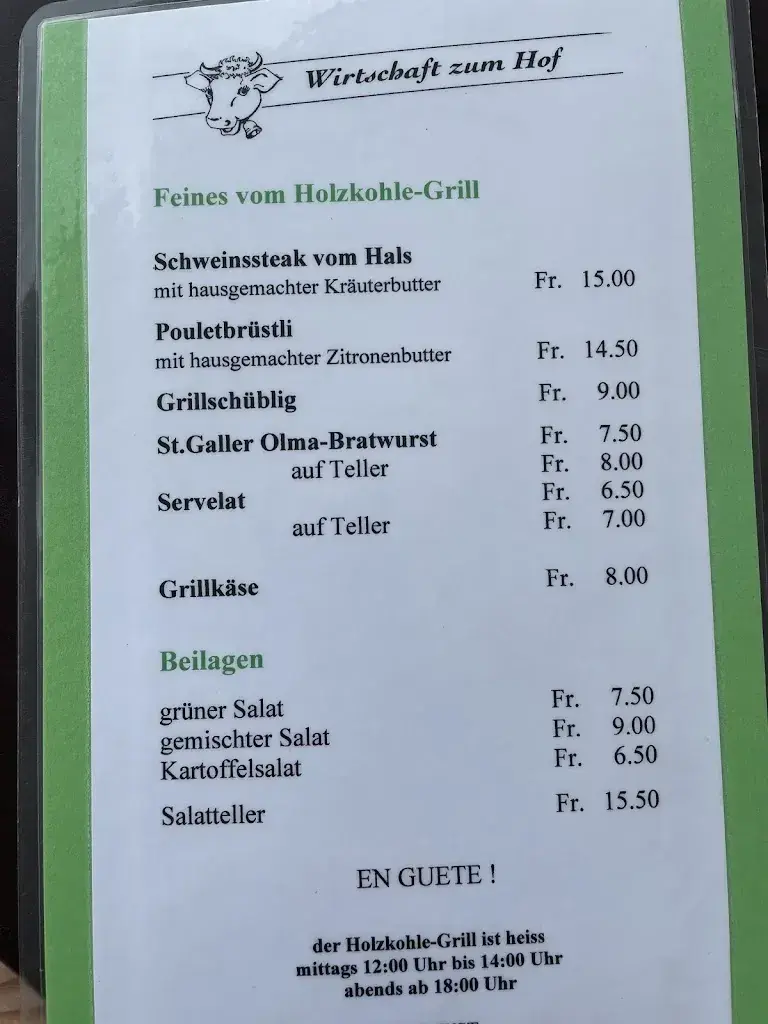 Wirtschaft zum Hof
Feines vom Holzkohle-Grill
Schweinssteak vom Hals
mit hausgemachter Kräuterbutter Fr. 15.00
Pouletbrüstli
mit hausgemachter Zitronenbutter Fr. 14.50
Grillschüblig Fr. 9.00
St.Galler Olma-Bratwurst Fr. 7.50
auf Teller Fr. 8.00
Servelat Fr. 6.50
auf Teller Fr. 7.00
Grillkäse Fr. 8.00
Beilagen
grüner Salat Fr. 7.50
gemischter Salat Fr. 9.00
Kartoffelsalat Fr. 6.50
Salatteller Fr. 15.50
EN GUETE !
der Holzkohle-Grill ist heiss
mittags 12:00 Uhr bis 14:00 Uhr
abends ab 18:00 Uhr